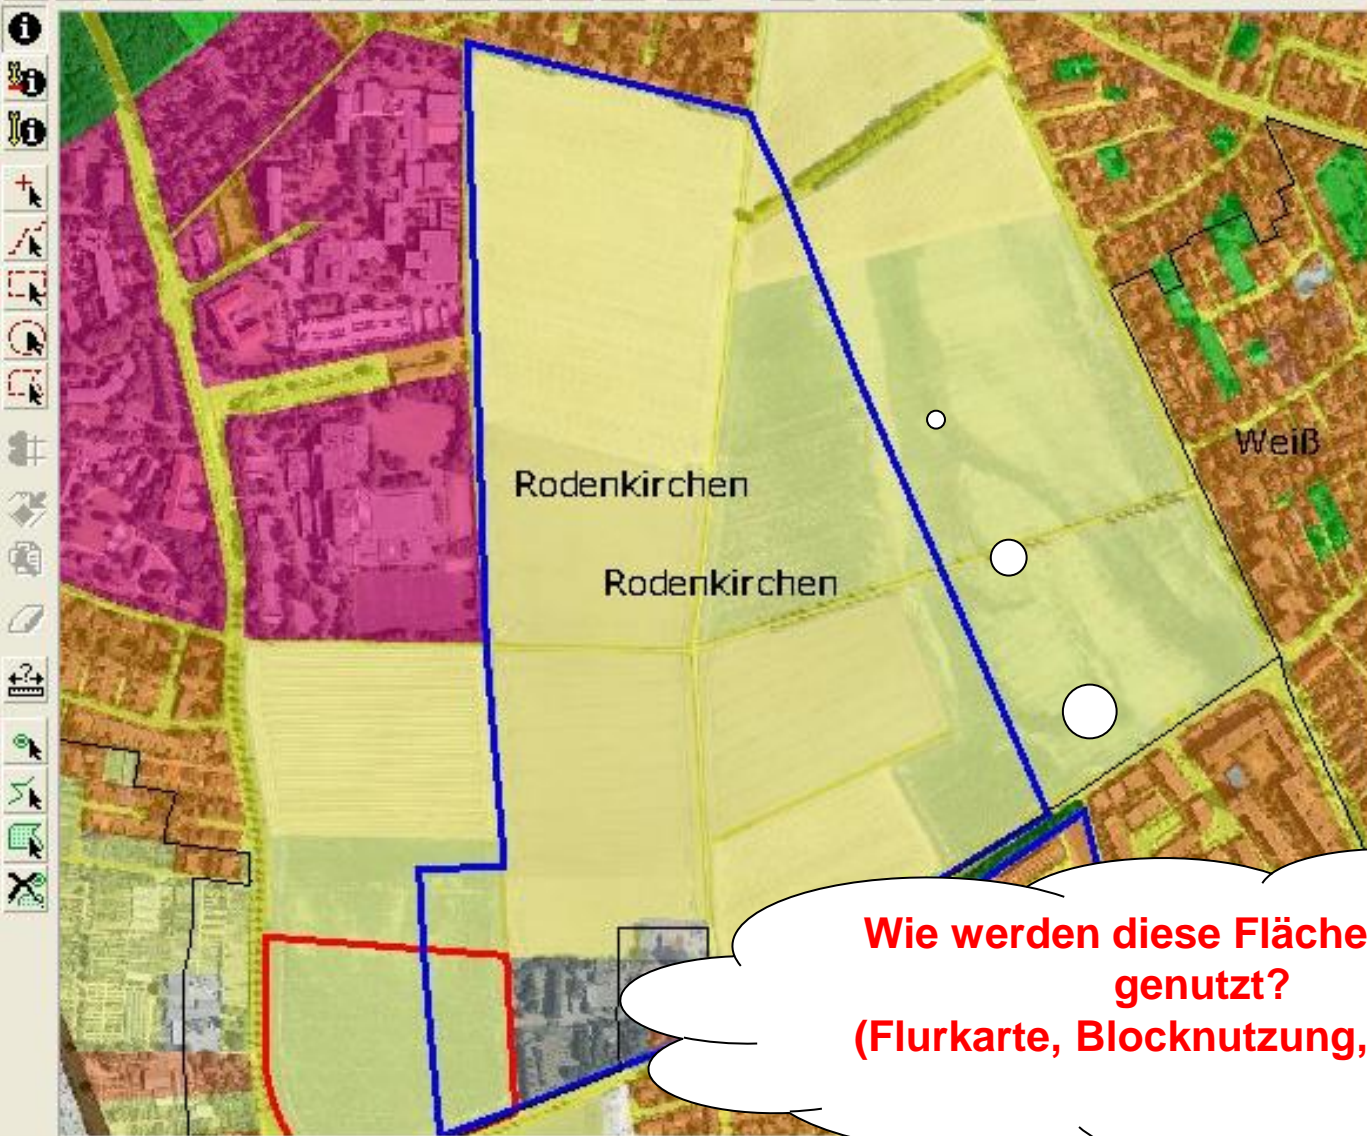 Rodenkirchen
Weiß
Rodenkirchen
Wie werden diese Fläche
genutzt?
(Flurkarte, Blocknutzung,